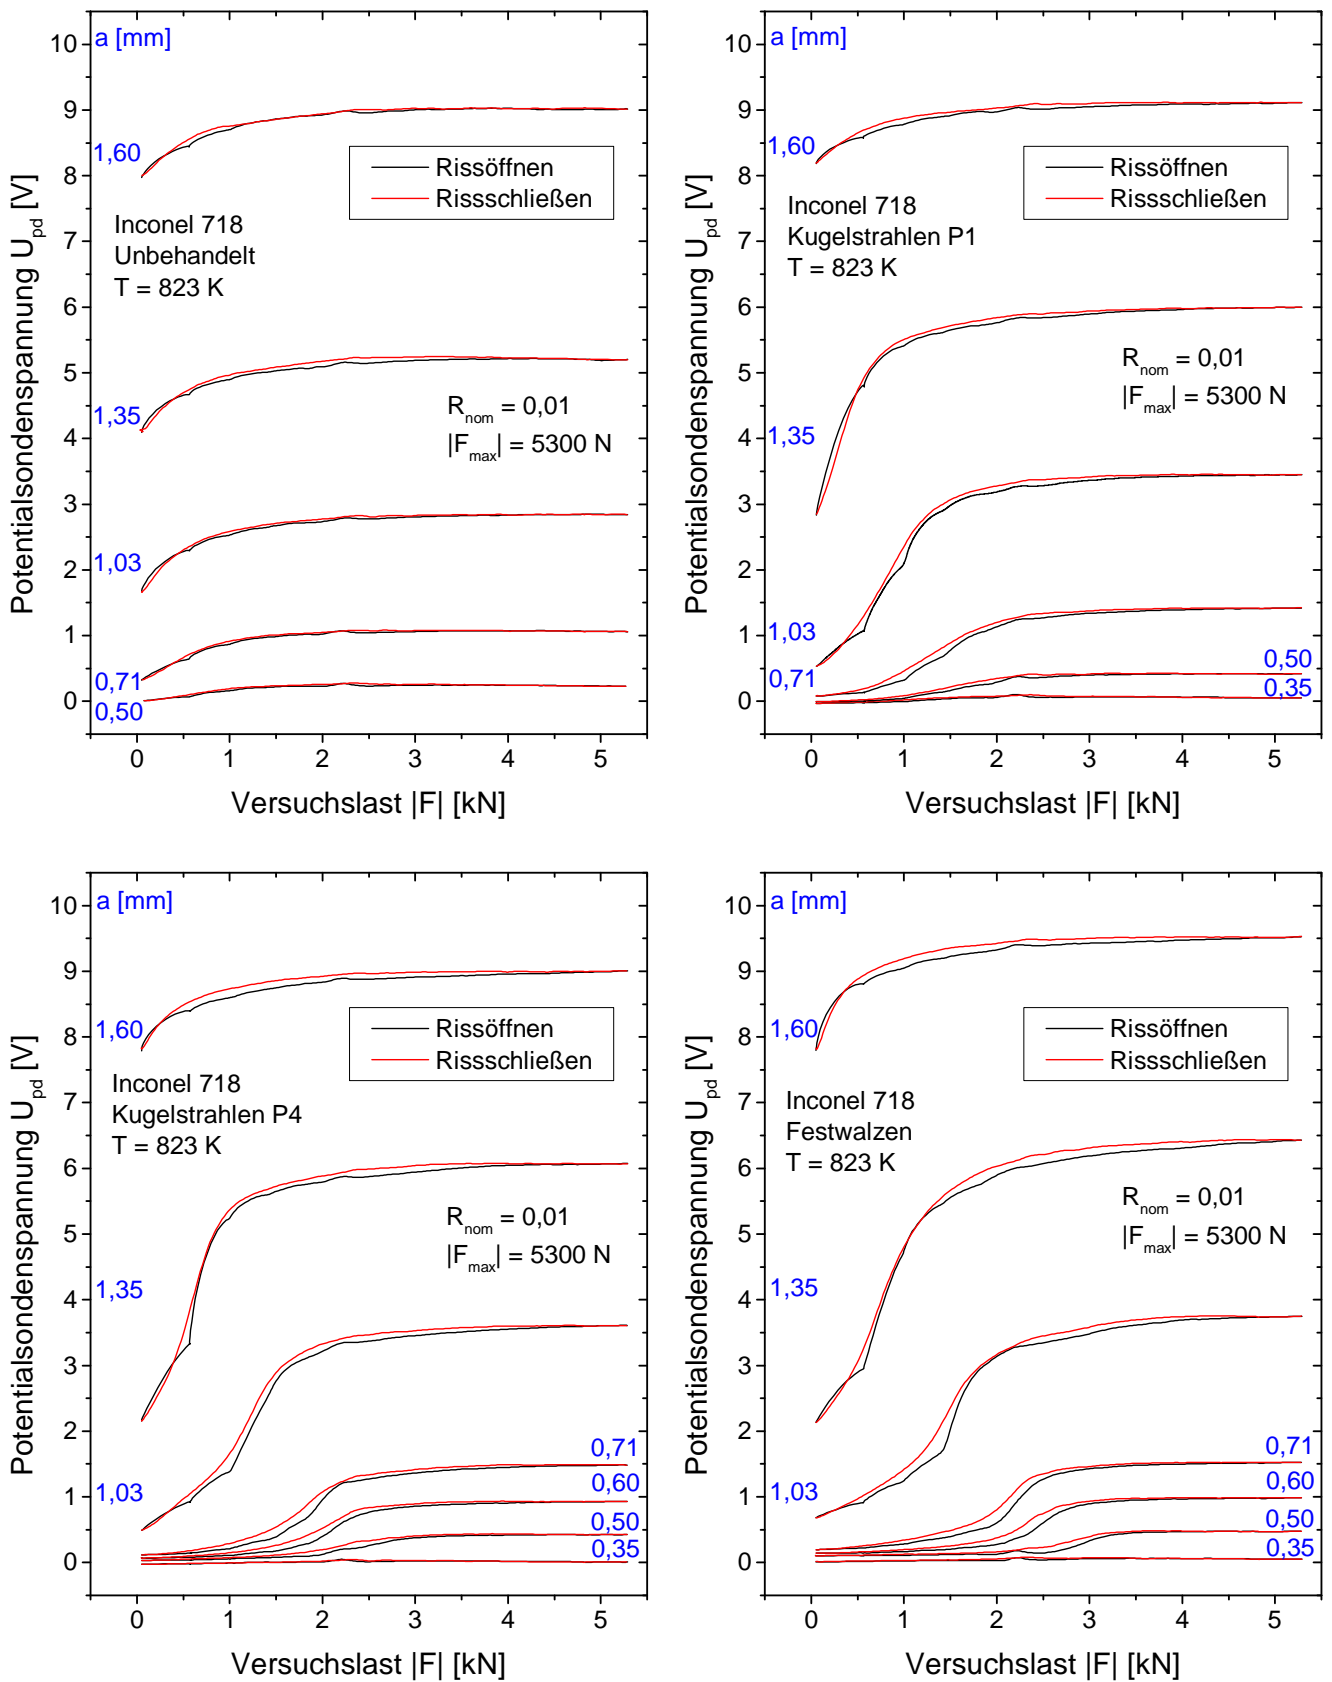 a [mm]
10
9
8
7
6
5
4
3
2
1
0
Potentialsondenspannung U_pd [V]
1,60
1,35
1,03
0,71
0,50
Rissöffnen
Rissschließen
Inconel 718
Unbehandelt
T = 823 K
R_nom = 0,01
|F_max| = 5300 N
0 1 2 3 4 5
Versuchslast |F| [kN]
a [mm]
10
9
8
7
6
5
4
3
2
1
0
Potentialsondenspannung U_pd [V]
1,60
1,35
1,03
0,71
0,50
0,35
Rissöffnen
Rissschließen
Inconel 718
Kugelstrahlen P1
T = 823 K
R_nom = 0,01
|F_max| = 5300 N
0 1 2 3 4 5
Versuchslast |F| [kN]
a [mm]
10
9
8
7
6
5
4
3
2
1
0
Potentialsondenspannung U_pd [V]
1,60
1,35
1,03
0,71
0,60
0,50
0,35
Rissöffnen
Rissschließen
Inconel 718
Kugelstrahlen P4
T = 823 K
R_nom = 0,01
|F_max| = 5300 N
0 1 2 3 4 5
Versuchslast |F| [kN]
a [mm]
10
9
8
7
6
5
4
3
2
1
0
Potentialsondenspannung U_pd [V]
1,60
1,35
1,03
0,71
0,60
0,50
0,35
Rissöffnen
Rissschließen
Inconel 718
Festwalzen
T = 823 K
R_nom = 0,01
|F_max| = 5300 N
0 1 2 3 4 5
Versuchslast |F| [kN]